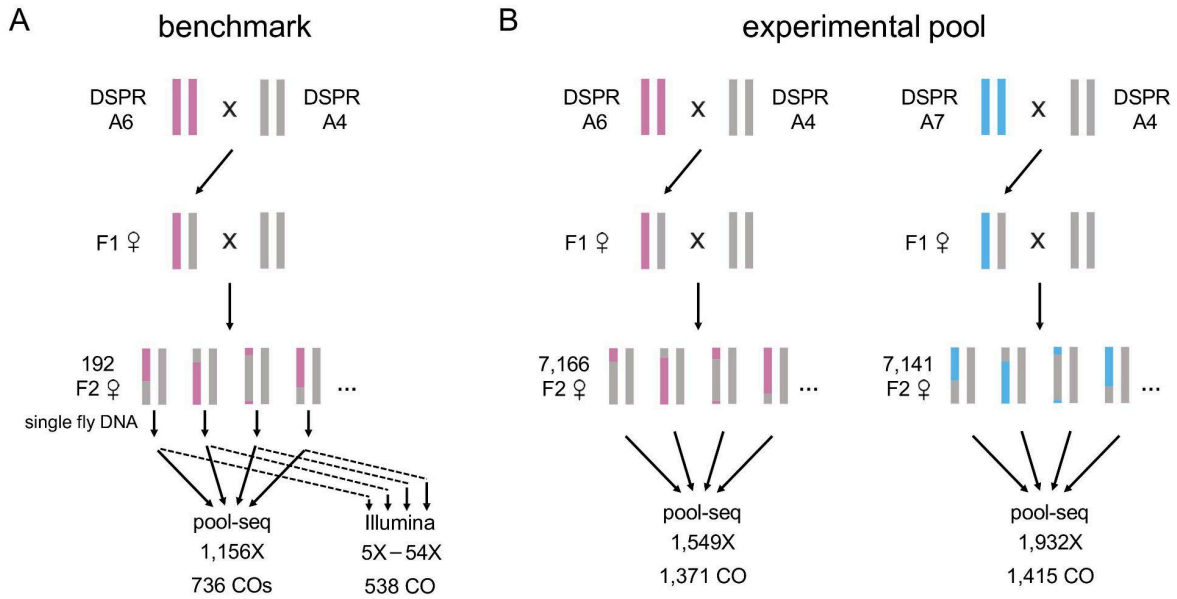 A
benchmark
DSPR
A6
X
DSPR
A4
F1 ♀
X
192
F2 ♀
...
single fly DNA
pool-seq
1,156X
736 COs
Illumina
5X – 54X
538 CO
B
experimental pool
DSPR
A6
X
DSPR
A4
F1 ♀
X
7,166
F2 ♀
...
pool-seq
1,549X
1,371 CO
DSPR
A7
X
DSPR
A4
F1 ♀
X
7,141
F2 ♀
...
pool-seq
1,932X
1,415 CO